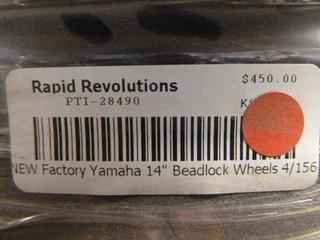 Rapid Revolutions $450.00
PTI-28490
NEW Factory Yamaha 14" Beadlock Wheels 4/156